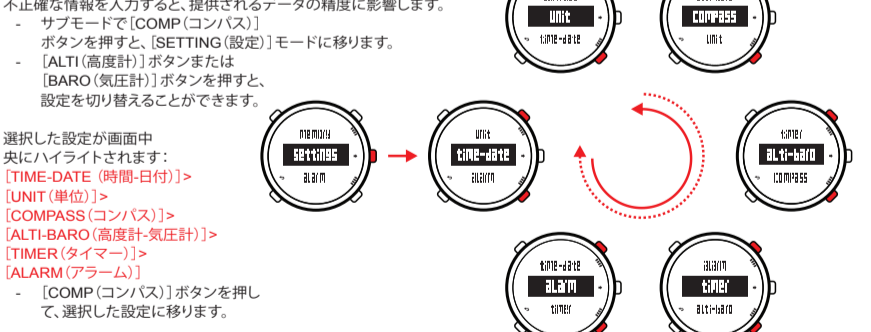 不正確な情報を入力すると、提供されるデータの精度に影響します。
- サブモードで[COMP(コンパス)]
ボタンを押すと、[SETTING(設定)]モードに移ります。
- [ALTI(高度計)]ボタンまたは
[BARO(気圧計)]ボタンを押すと、
設定を切り替えることができます。
選択した設定が画面中
央にハイライトされます:
[TIME-DATE (時間-日付)]>
[UNIT(単位)]>
[COMPASS(コンパス)]>
[ALTI-BARO(高度計-気圧計)]>
[TIMER(タイマー)]>
[ALARM(アラーム)]
- [COMP(コンパス)]ボタンを押し
て、選択した設定に移ります。
unit
time-date
compass
unit
memory
settings
alarm
unit
time-date
alarm
timer
alti-baro
compass
time-date
alarm
timer
alarm
timer
alti-baro